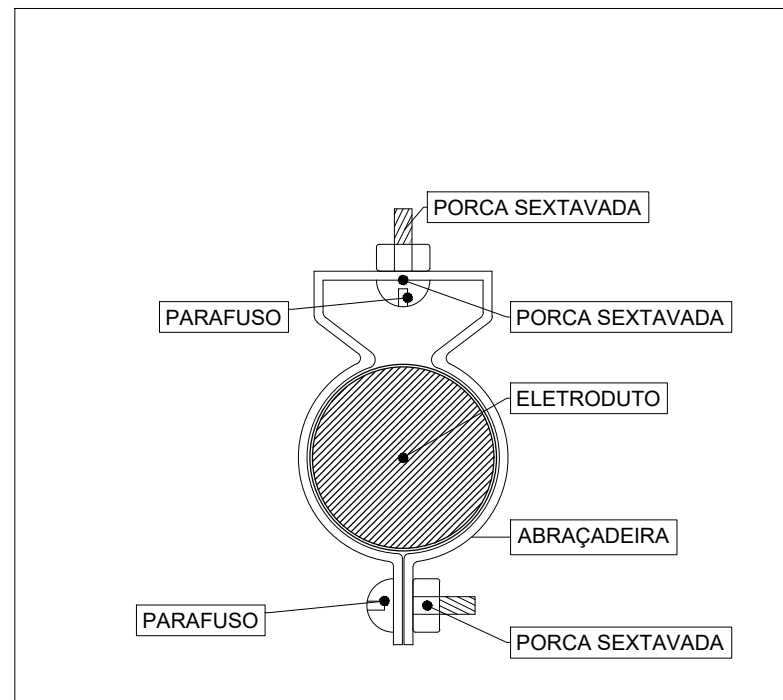 PORCA SEXTAVADA
PARAFUSO
PORCA SEXTAVADA
ELETRODUTO
ABRAÇADEIRA
PARAFUSO
PORCA SEXTAVADA